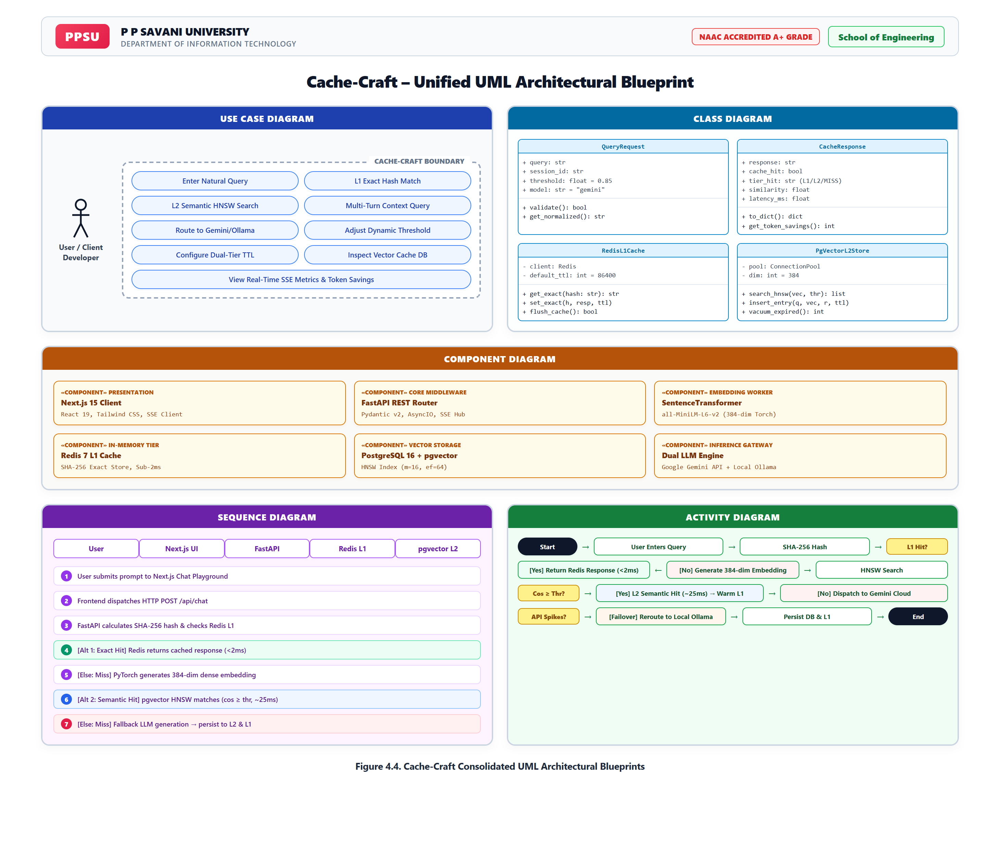 PPSU
P P SAVANI UNIVERSITY
DEPARTMENT OF INFORMATION TECHNOLOGY
NAAC ACCREDITED A+ GRADE
School of Engineering
Cache-Craft – Unified UML Architectural Blueprint
USE CASE DIAGRAM
User / Client
Developer
CACHE-CRAFT BOUNDARY
Enter Natural Query
L1 Exact Hash Match
L2 Semantic HNSW Search
Multi-Turn Context Query
Route to Gemini/Ollama
Adjust Dynamic Threshold
Configure Dual-Tier TTL
Inspect Vector Cache DB
View Real-Time SSE Metrics & Token Savings
CLASS DIAGRAM
QueryRequest
+ query: str
+ session_id: str
+ threshold: float = 0.85
+ model: str = "gemini"
+ validate(): bool
+ get_normalized(): str
CacheResponse
+ response: str
+ cache_hit: bool
+ tier_hit: str (L1/L2/MISS)
+ similarity: float
+ latency_ms: float
+ to_dict(): dict
+ get_token_savings(): int
RedisL1Cache
- client: Redis
- default_ttl: int = 86400
+ get_exact(hash: str): str
+ set_exact(h, resp, ttl)
+ flush_cache(): bool
PgVectorL2Store
- pool: ConnectionPool
- dim: int = 384
+ search_hnsw(vec, thr): list
+ insert_entry(q, vec, r, ttl)
+ vacuum_expired(): int
COMPONENT DIAGRAM
«COMPONENT» PRESENTATION
Next.js 15 Client
React 19, Tailwind CSS, SSE Client
«COMPONENT» CORE MIDDLEWARE
FastAPI REST Router
Pydantic v2, AsyncIO, SSE Hub
«COMPONENT» EMBEDDING WORKER
SentenceTransformer
all-MiniLM-L6-v2 (384-dim Torch)
«COMPONENT» IN-MEMORY TIER
Redis 7 L1 Cache
SHA-256 Exact Store, Sub-2ms
«COMPONENT» VECTOR STORAGE
PostgreSQL 16 + pgvector
HNSW Index (m=16, ef=64)
«COMPONENT» INFERENCE GATEWAY
Dual LLM Engine
Google Gemini API + Local Ollama
SEQUENCE DIAGRAM
User
Next.js UI
FastAPI
Redis L1
pgvector L2
1 User submits prompt to Next.js Chat Playground
2 Frontend dispatches HTTP POST /api/chat
3 FastAPI calculates SHA-256 hash & checks Redis L1
4 [Alt 1: Exact Hit] Redis returns cached response (<2ms)
5 [Else: Miss] PyTorch generates 384-dim dense embedding
6 [Alt 2: Semantic Hit] pgvector HNSW matches (cos ≥ thr, ~25ms)
7 [Else: Miss] Fallback LLM generation → persist to L2 & L1
ACTIVITY DIAGRAM
Start → User Enters Query → SHA-256 Hash → L1 Hit?
[Yes] Return Redis Response (<2ms) ← [No] Generate 384-dim Embedding → HNSW Search
Cos ≥ Thr? → [Yes] L2 Semantic Hit (~25ms) → Warm L1 → [No] Dispatch to Gemini Cloud
API Spikes? → [Failover] Reroute to Local Ollama → Persist DB & L1 → End
Figure 4.4. Cache-Craft Consolidated UML Architectural Blueprints